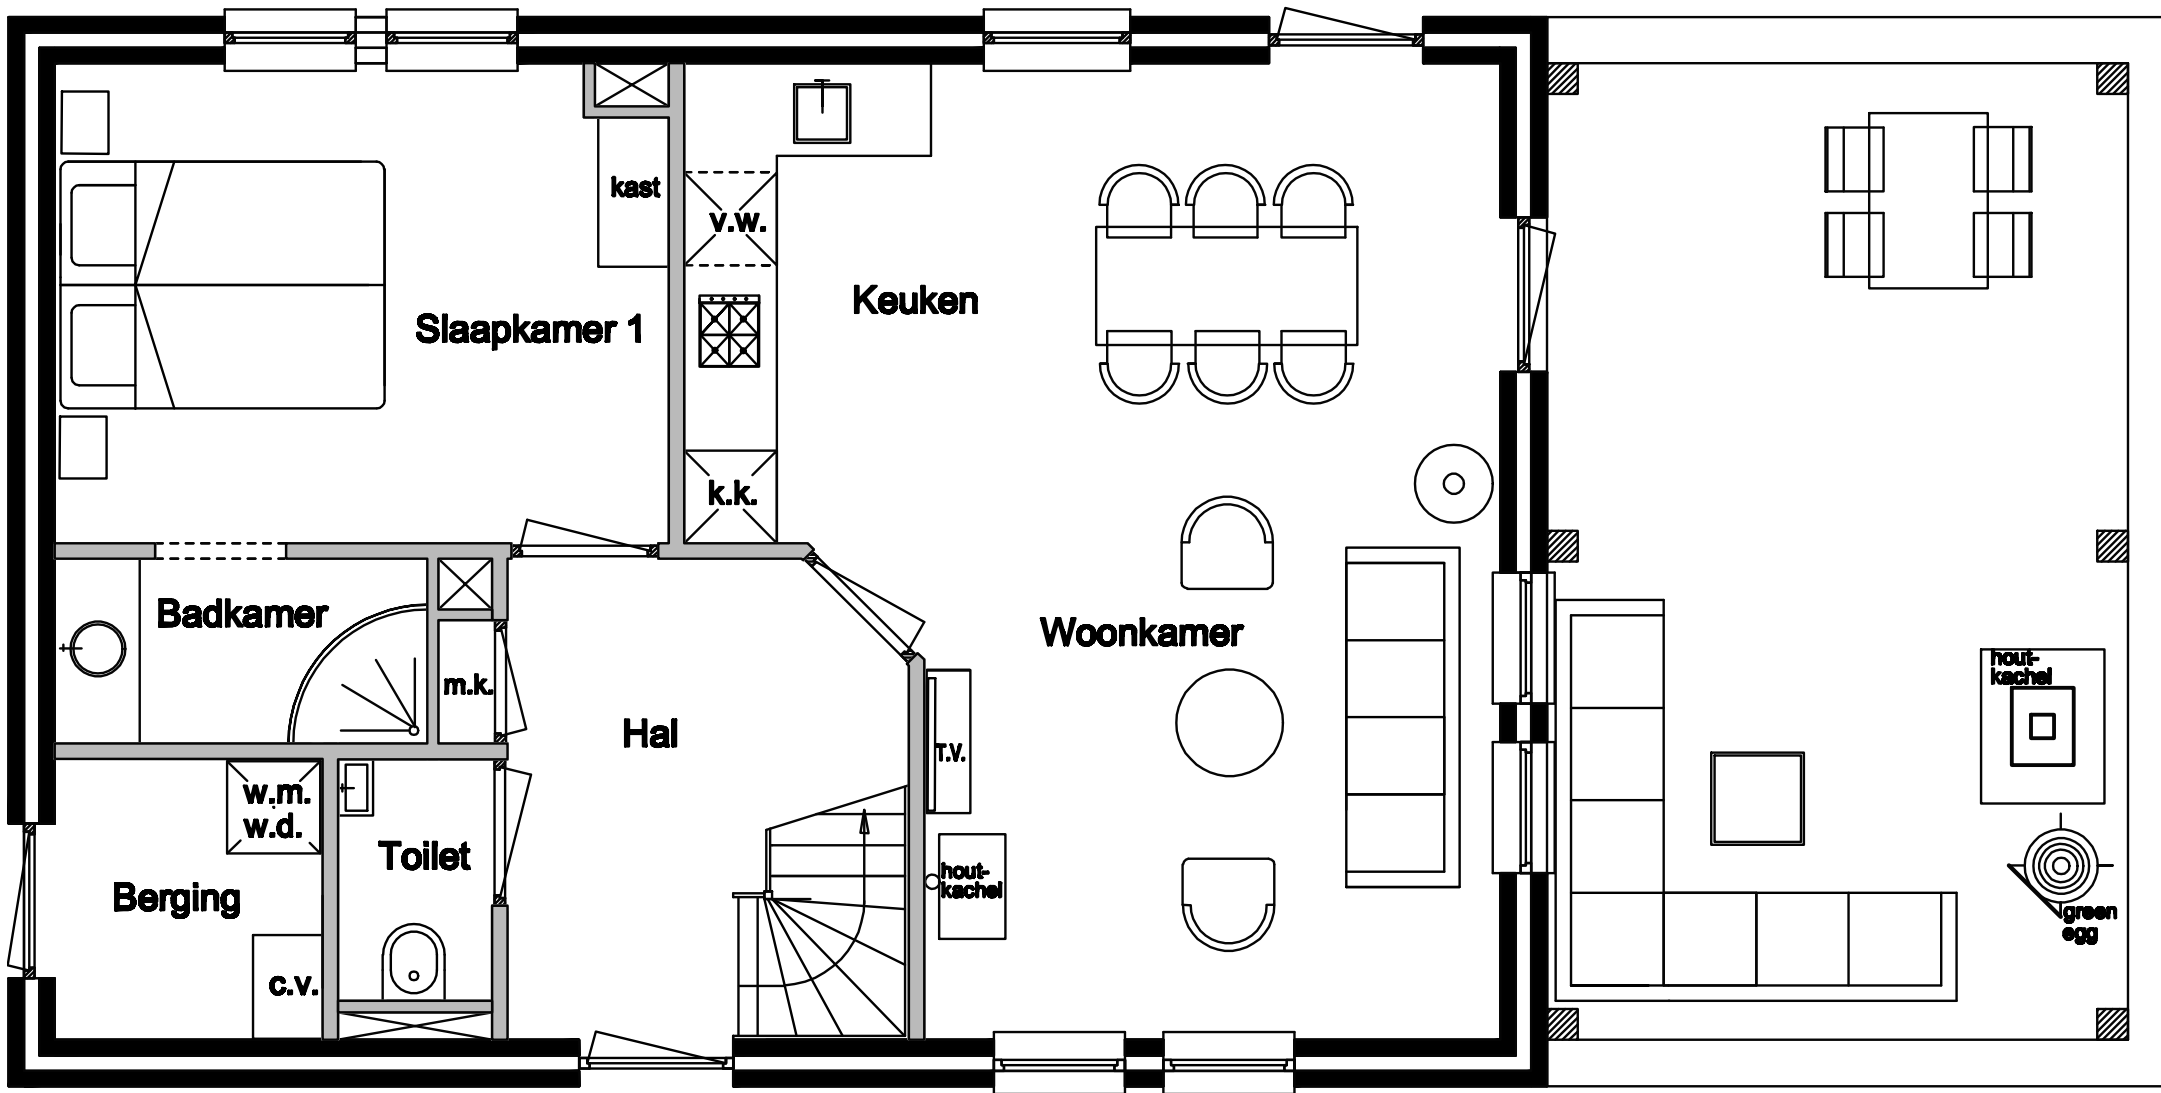 kast
v.w.
Keuken
Slaapkamer 1
k.k.
Badkamer
Woonkamer
m.k.
Hal
hout-
kachel
T.V.
w.m.
w.d.
Toilet
Berging
hout-
kachel
green
egg
c.v.